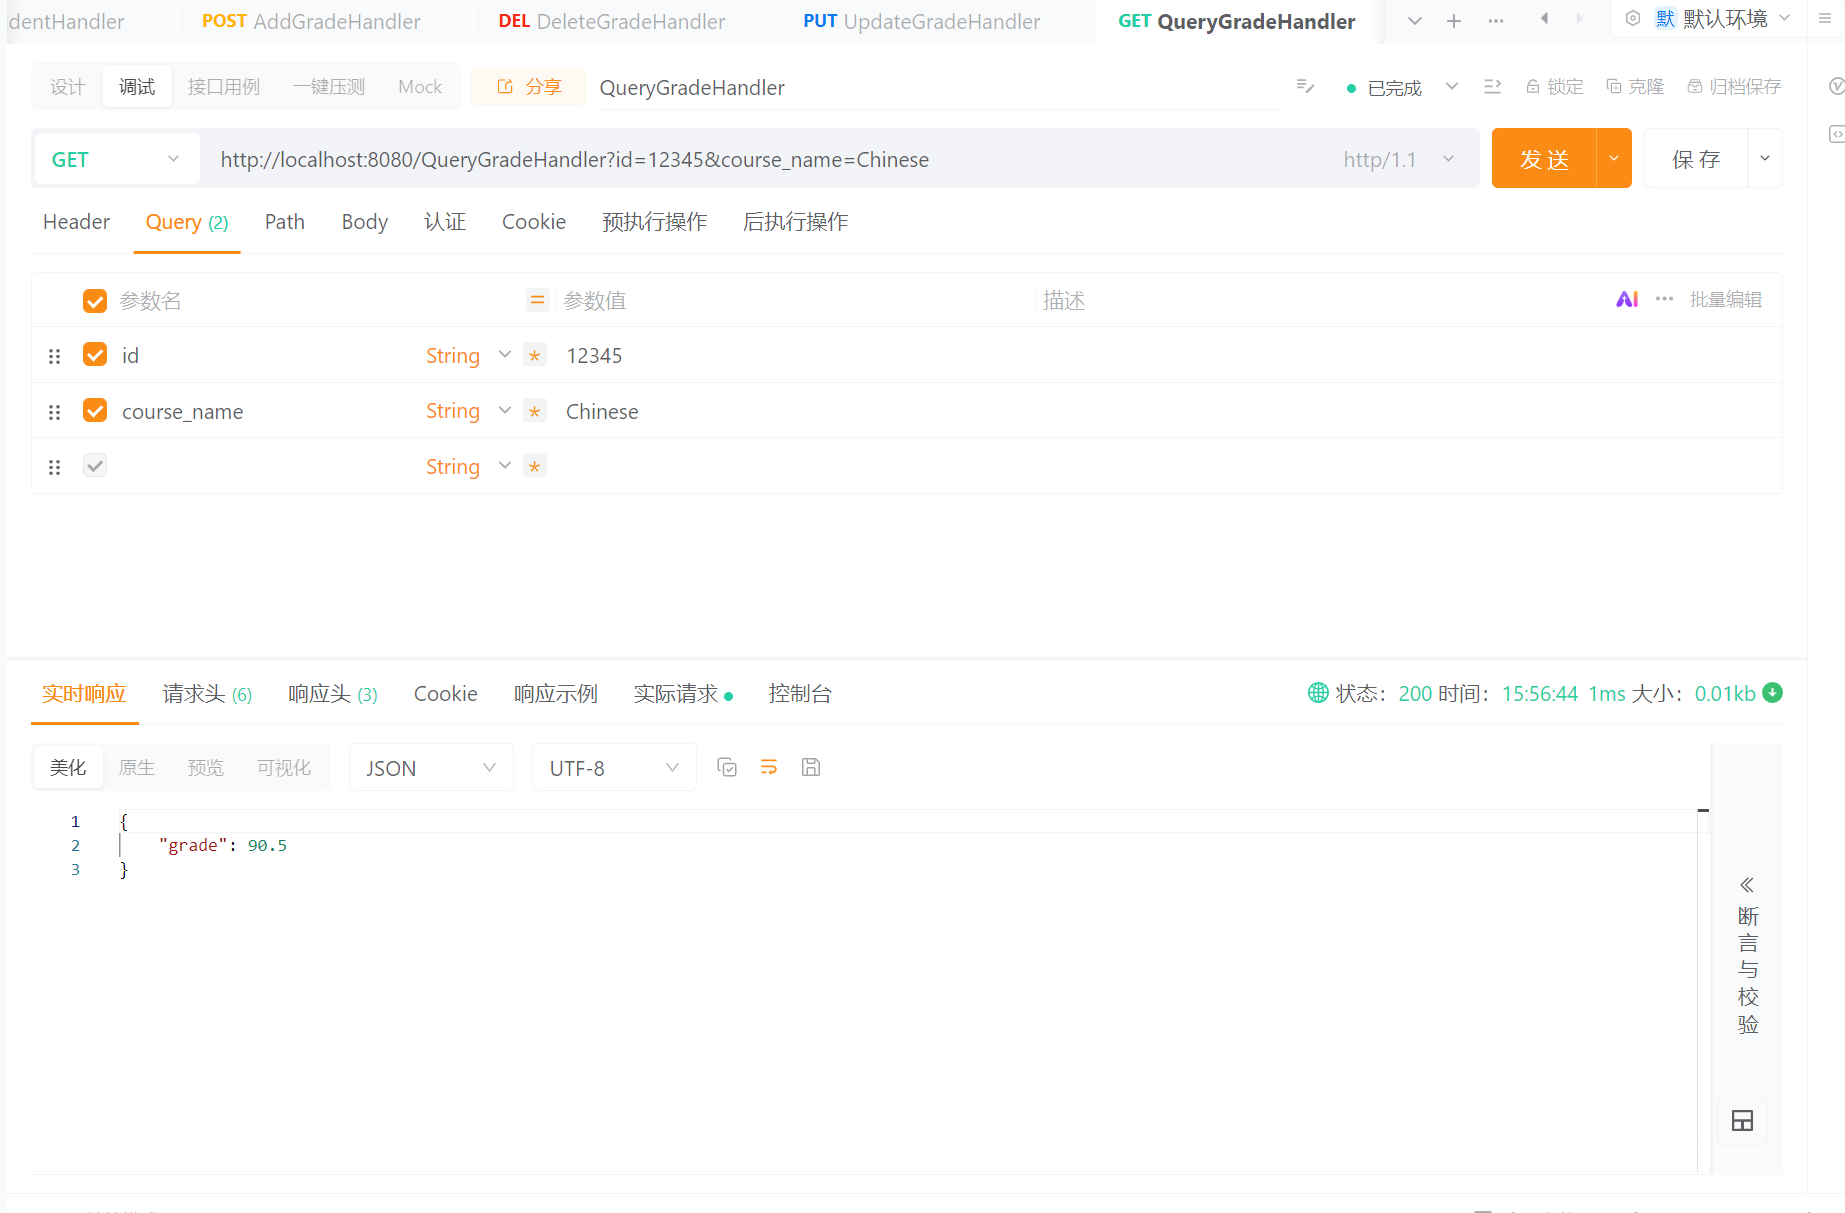 dentHandler POST AddGradeHandler DEL DeleteGradeHandler PUT UpdateGradeHandler GET QueryGradeHandler 默 默认环境
设计 调试 接口用例 一键压测 Mock 分享 QueryGradeHandler 已完成 锁定 克隆 归档保存
GET http://localhost:8080/QueryGradeHandler?id=12345&course_name=Chinese http/1.1 发送 保存
Header Query (2) Path Body 认证 Cookie 预执行操作 后执行操作
参数名 = 参数值 描述 AI 批量编辑
id String * 12345
course_name String * Chinese
String *
实时响应 请求头 (6) 响应头 (3) Cookie 响应示例 实际请求 控制台 状态: 200 时间: 15:56:44 1ms 大小: 0.01kb
美化 原生 预览 可视化 JSON UTF-8
1 {
2 "grade": 90.5
3 }
断言与校验